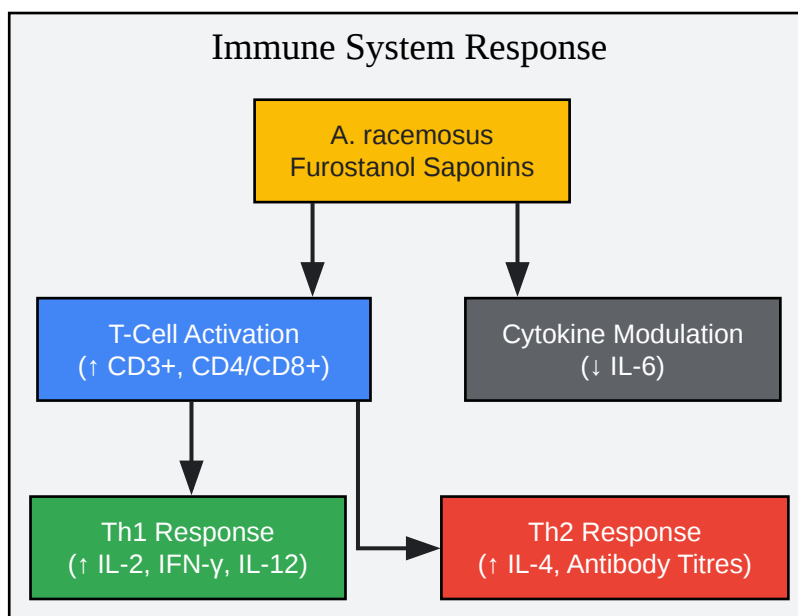 Immune System Response
A. racemosus
Furostanol Saponins
T-Cell Activation
(↑ CD3+, CD4/CD8+)
Cytokine Modulation
(↓ IL-6)
Th1 Response
(↑ IL-2, IFN-γ, IL-12)
Th2 Response
(↑ IL-4, Antibody Titres)